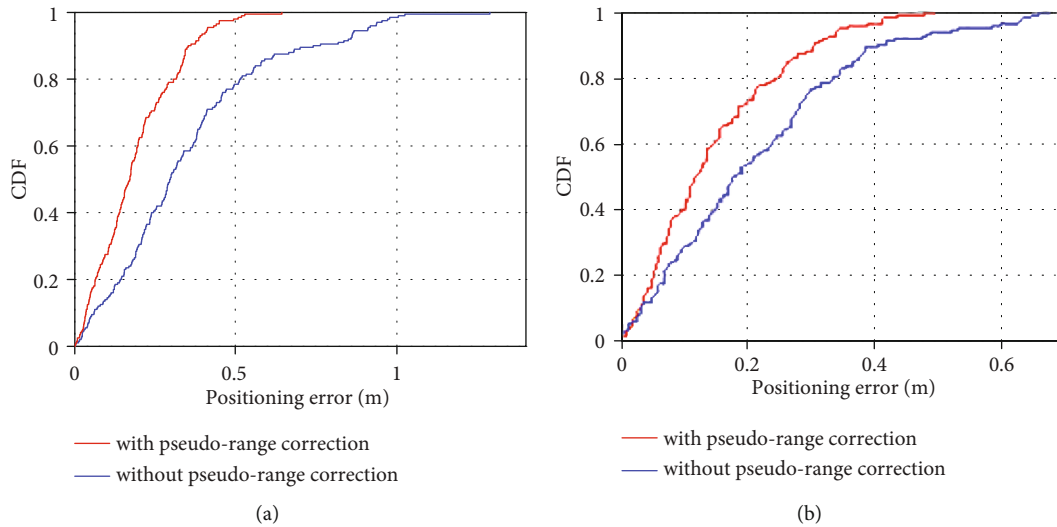 1
0.8
0.6
CDF
0.4
0.2
0
0
0.5
1
Positioning error (m)
with pseudo-range correction
without pseudo-range correction
(a)
1
0.8
0.6
CDF
0.4
0.2
0
0
0.2
0.4
0.6
Positioning error (m)
with pseudo-range correction
without pseudo-range correction
(b)